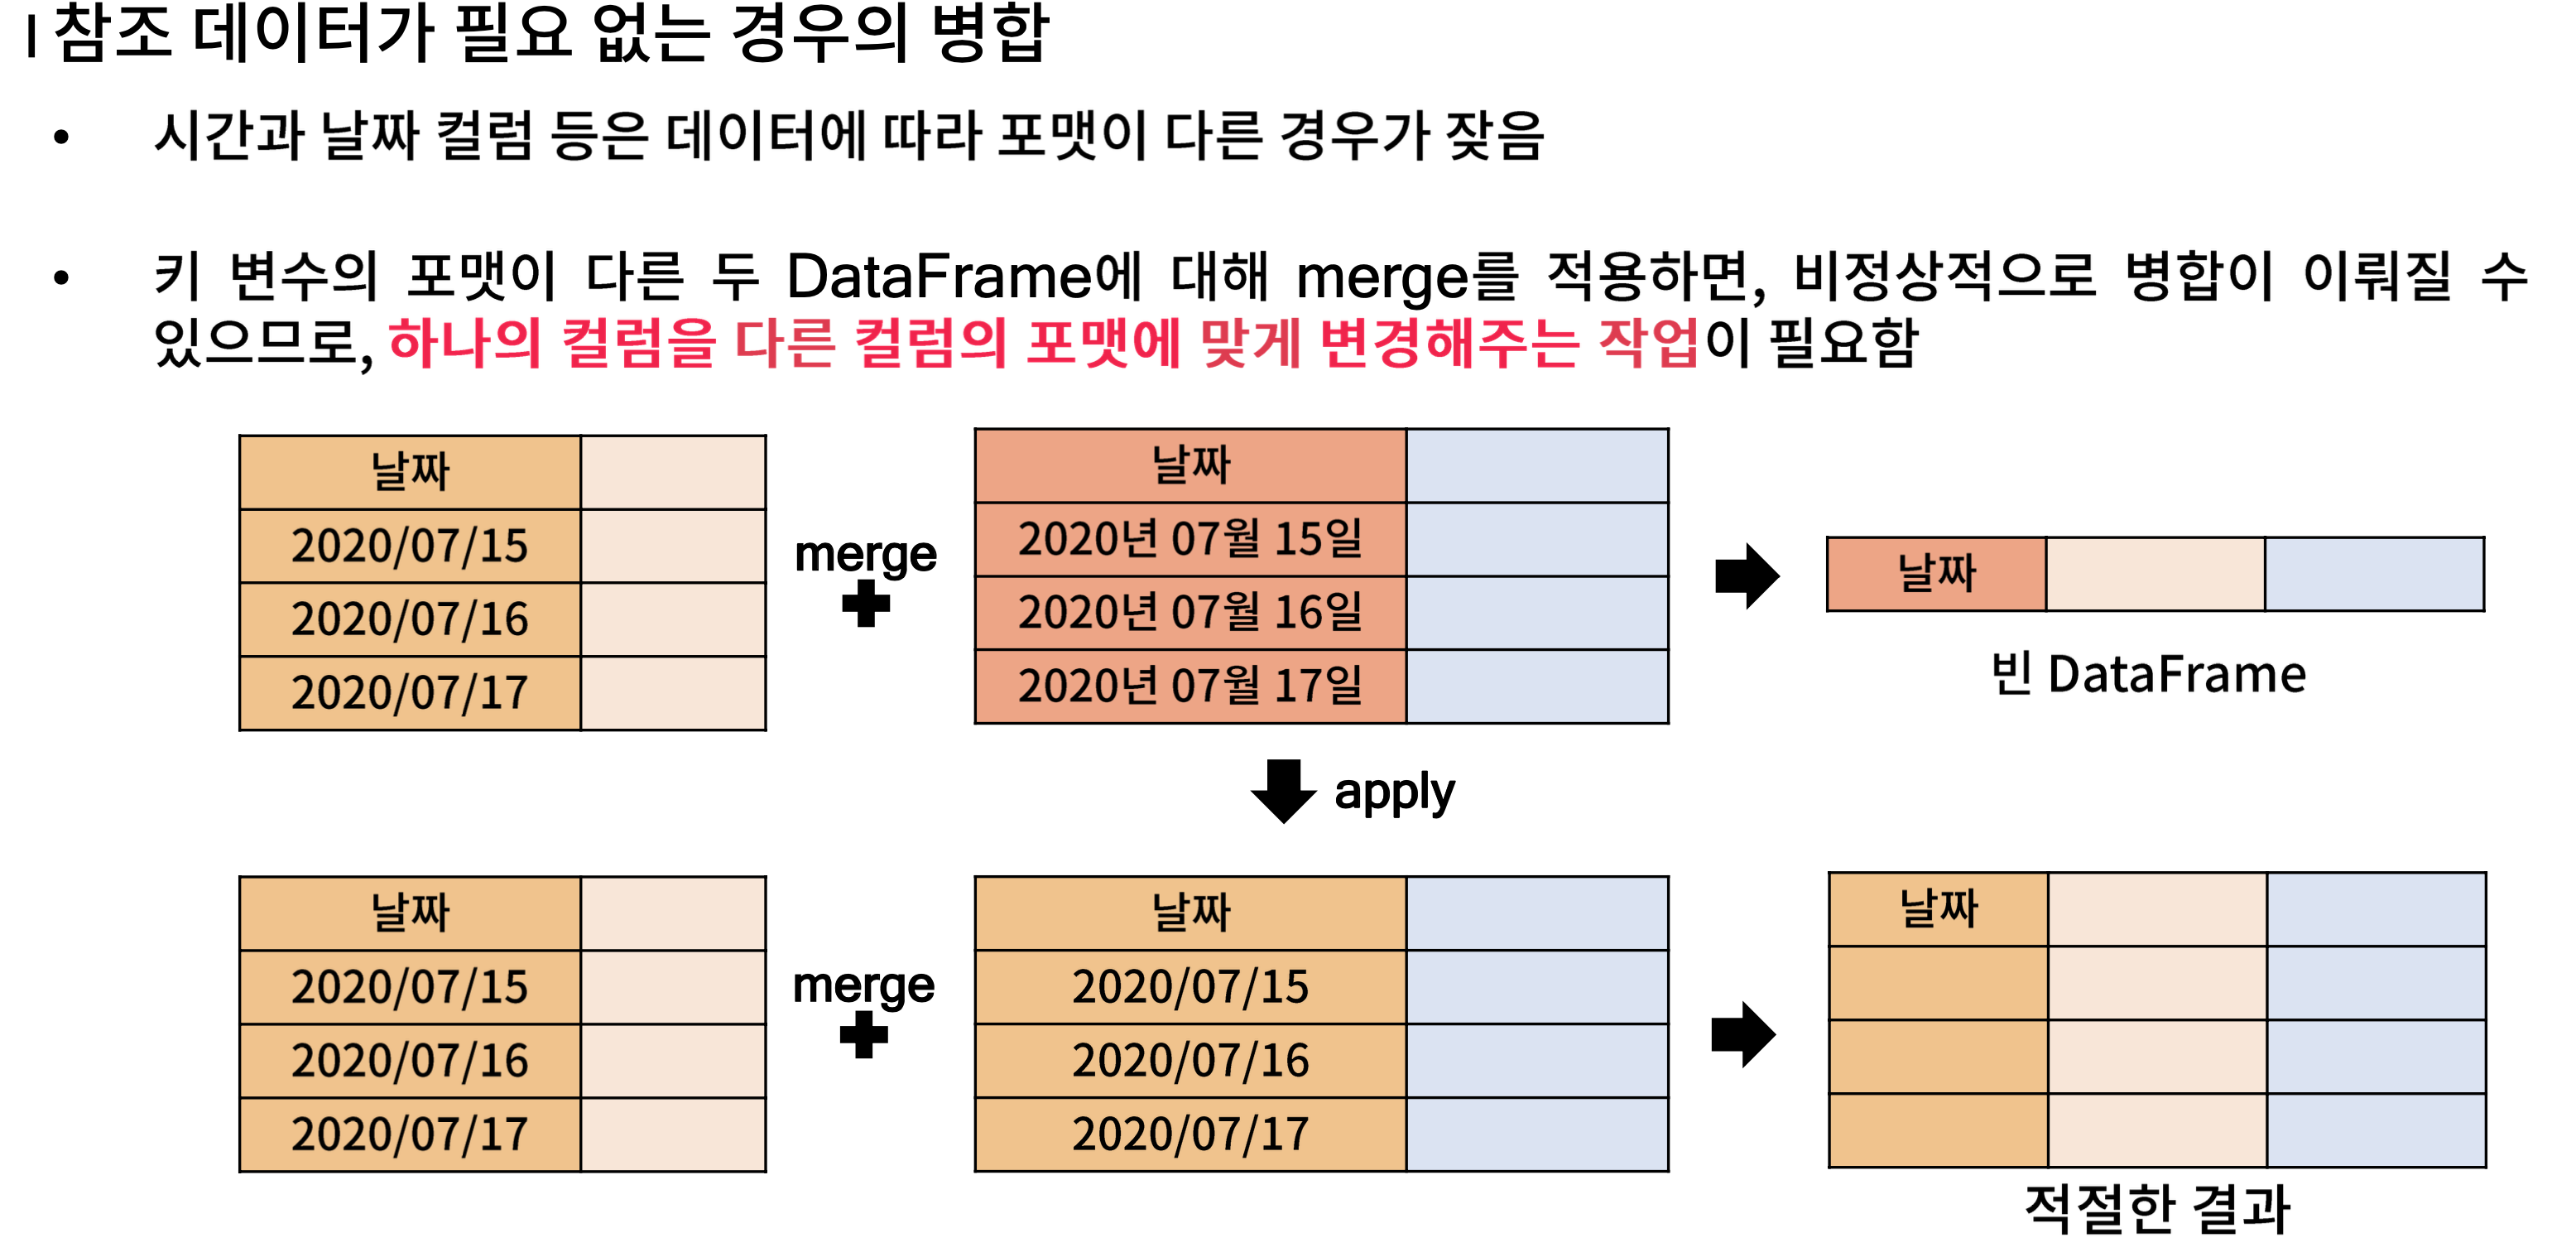 | 참조 데이터가 필요 없는 경우의 병합
• 시간과 날짜 컬럼 등은 데이터에 따라 포맷이 다른 경우가 잦음
• 키 변수의 포맷이 다른 두 DataFrame에 대해 merge를 적용하면, 비정상적으로 병합이 이뤄질 수
있으므로, 하나의 컬럼을 다른 컬럼의 포맷에 맞게 변경해주는 작업이 필요함
날짜
2020/07/15
2020/07/16
2020/07/17
merge
날짜
2020년 07월 15일
2020년 07월 16일
2020년 07월 17일
날짜
빈 DataFrame
apply
날짜
2020/07/15
2020/07/16
2020/07/17
merge
날짜
2020/07/15
2020/07/16
2020/07/17
날짜
적절한 결과